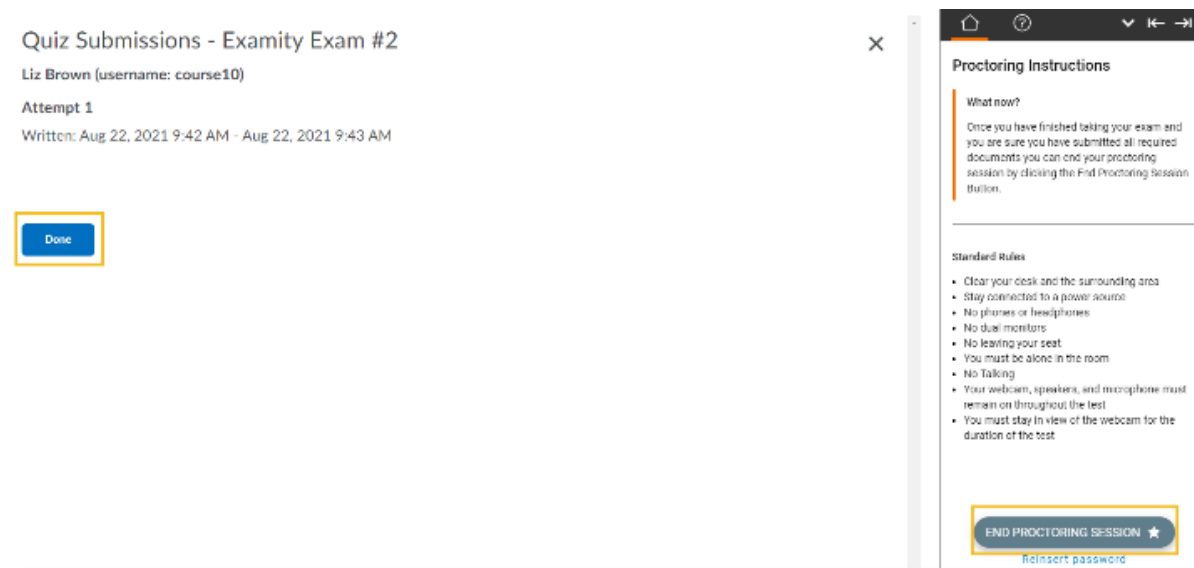 Quiz Submissions - Examity Exam #2
Liz Brown (username: course10)
Attempt 1
Written: Aug 22, 2021 9:42 AM - Aug 22, 2021 9:43 AM
Done
Proctoring Instructions
What now?
Once you have finished taking your exam and
you are sure you have submitted all required
documents you can end your proctoring
session by clicking the End Proctoring Session
Button.
Standard Rules
• Clear your desk and the surrounding area
• Stay connected to a power source
• No phones or headphones
• No dual monitors
• No leaving your seat
• You must be alone in the room
• No Talking
• Your webcam, speakers, and microphone must
remain on throughout the test
• You must stay in view of the webcam for the
duration of the test
END PROCTORING SESSION
Reinsert password